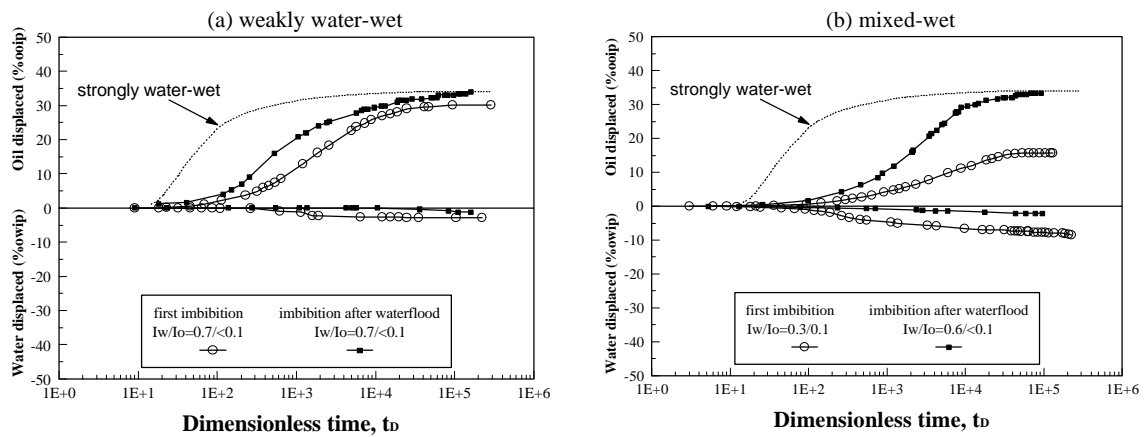 (a) weakly water-wet
Oil displaced (%ooip)
Water displaced (%owip)
50
40
30
20
10
0
-10
-20
-30
-40
-50
strongly water-wet
first imbibition
Iw/Io=0.7/<0.1
imbibition after waterflood
Iw/Io=0.7/<0.1
1E+0 1E+1 1E+2 1E+3 1E+4 1E+5 1E+6
Dimensionless time, tD
(b) mixed-wet
Oil displaced (%ooip)
Water displaced (%owip)
50
40
30
20
10
0
-10
-20
-30
-40
-50
strongly water-wet
first imbibition
Iw/Io=0.3/0.1
imbibition after waterflood
Iw/Io=0.6/<0.1
1E+0 1E+1 1E+2 1E+3 1E+4 1E+5 1E+6
Dimensionless time, tD